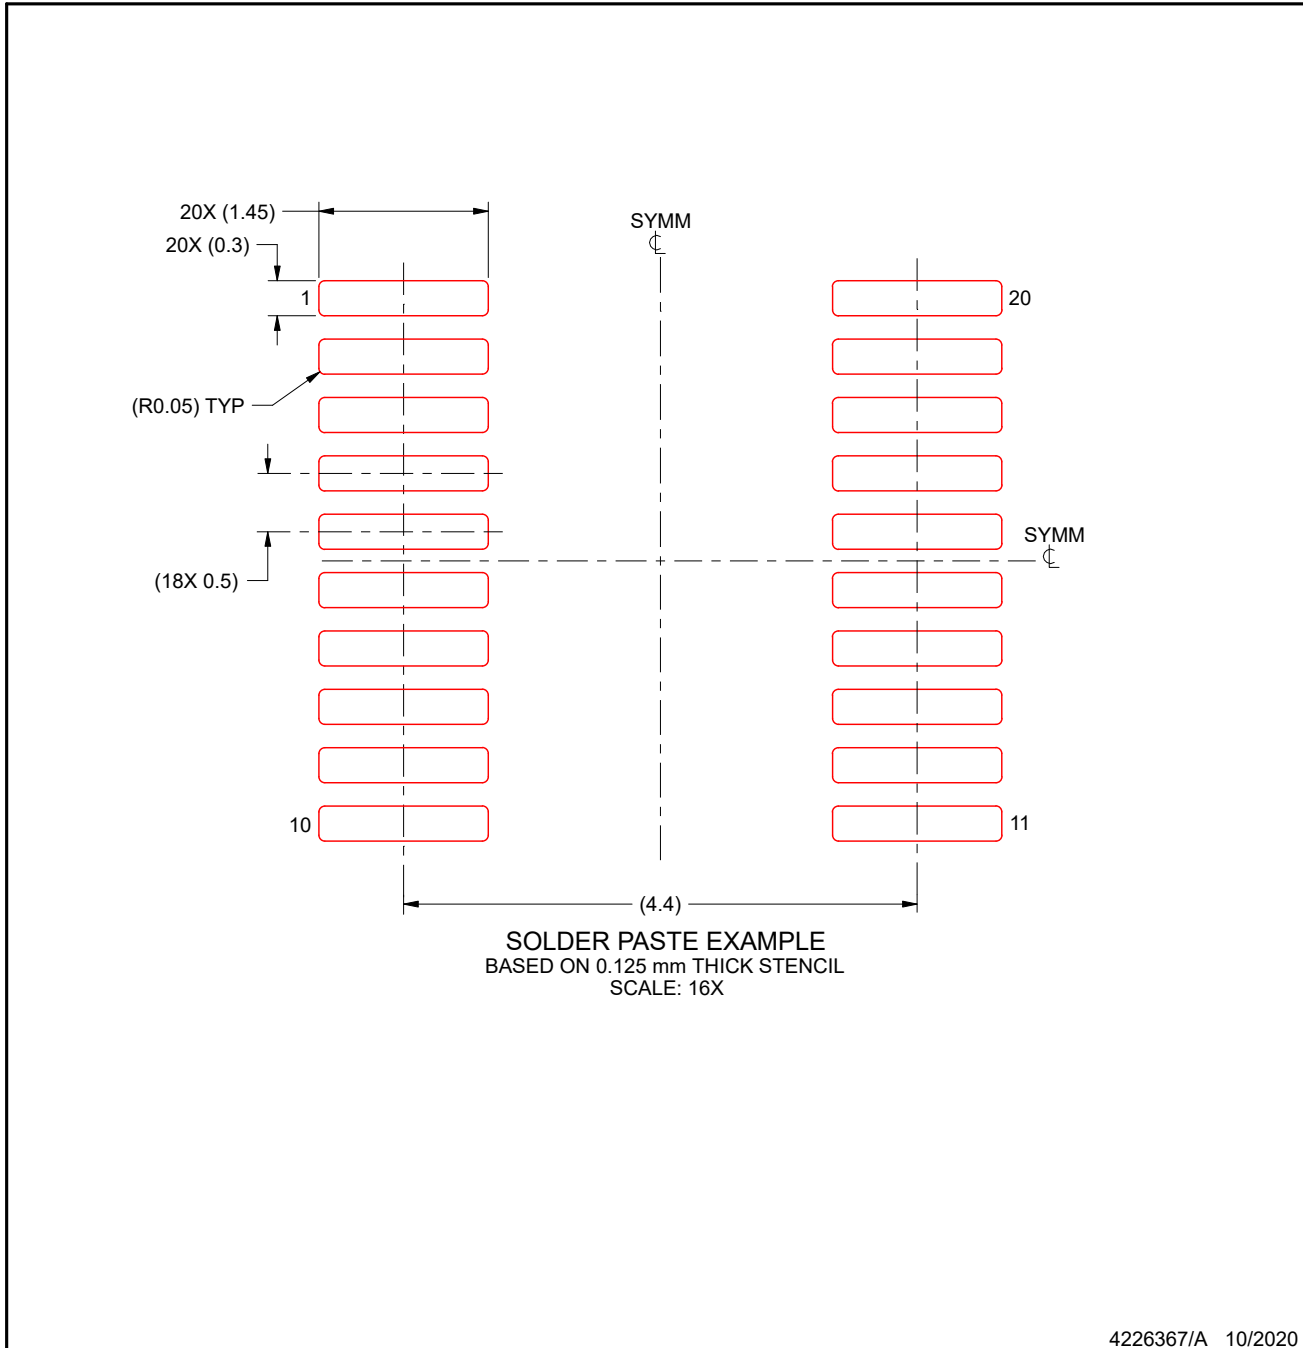 20X (1.45)
SYMM
20X (0.3)
1
20
(R0.05) TYP
SYMM
(18X 0.5)
10
11
(4.4)
SOLDER PASTE EXAMPLE
BASED ON 0.125 mm THICK STENCIL
SCALE: 16X
4226367/A 10/2020